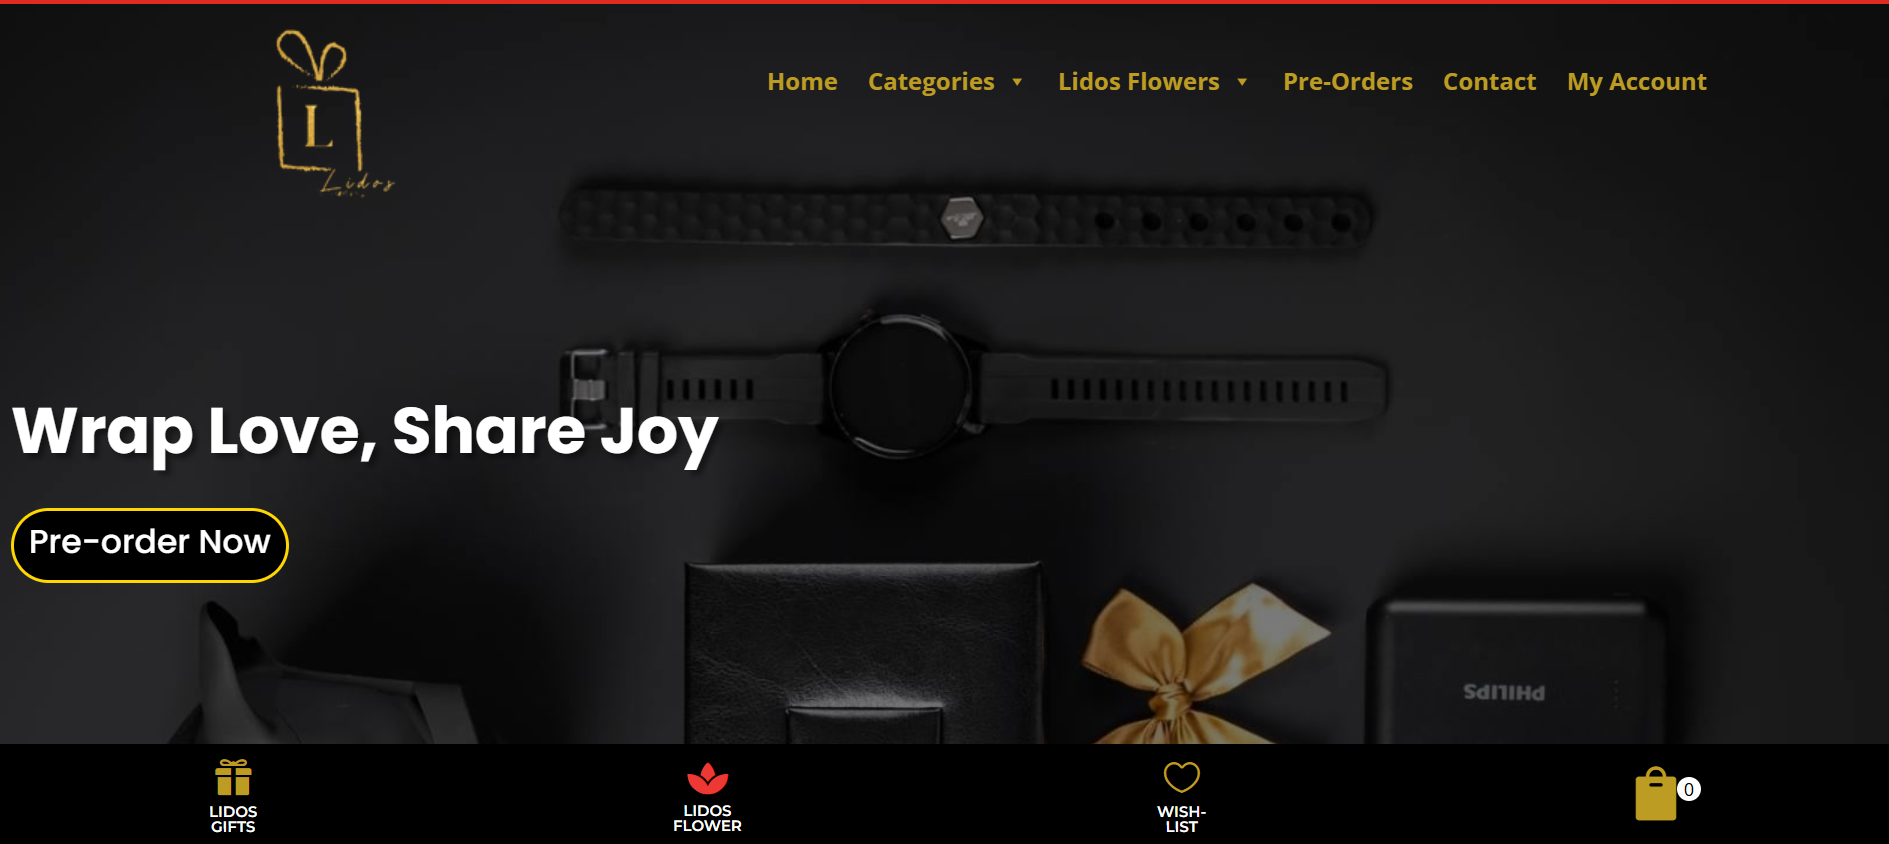 L
Lidos
Home Categories Lidos Flowers Pre-Orders Contact My Account
Wrap Love, Share Joy
Pre-order Now
PHILIPS
LIDOS
GIFTS
LIDOS
FLOWER
WISH-
LIST
0